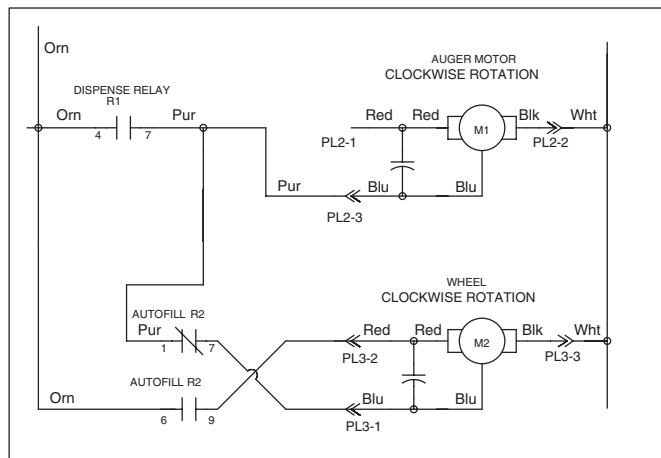 Orn
DISPENSE RELAY
R1
Orn
4
7
Pur
AUGER MOTOR
CLOCKWISE ROTATION
Red
Red
M1
Blk
Wht
PL2-1
PL2-2
Pur
Blu
Blu
PL2-3
WHEEL
CLOCKWISE ROTATION
AUTOFILL R2
Pur
1
7
Red
Red
M2
Blk
Wht
PL3-2
PL3-3
AUTOFILL R2
Orn
6
9
Blu
Blu
PL3-1